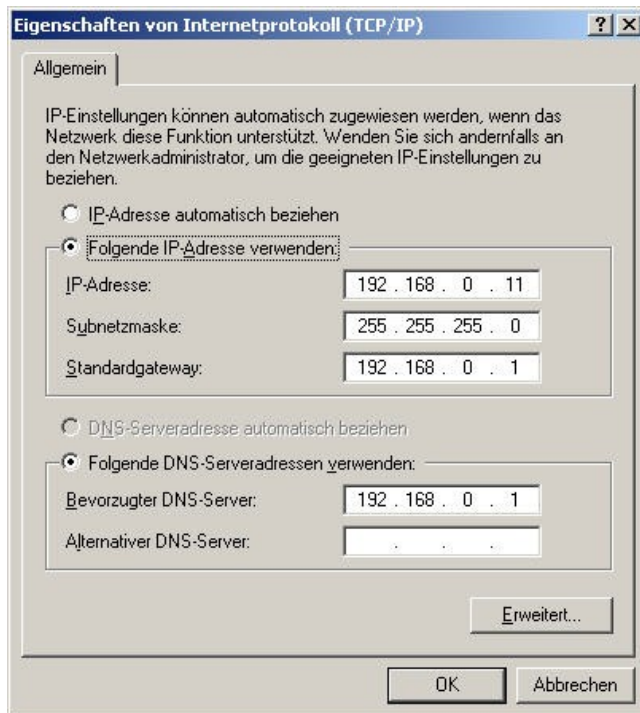 Eigenschaften von Internetprotokoll (TCP/IP)
Allgemein
IP-Einstellungen können automatisch zugewiesen werden, wenn das
Netzwerk diese Funktion unterstützt. Wenden Sie sich andernfalls an
den Netzwerkadministrator, um die geeigneten IP-Einstellungen zu
beziehen.
IP-Adresse automatisch beziehen
Folgende IP-Adresse verwenden:
IP-Adresse: 192 . 168 . 0 . 11
Subnetzmaske: 255 . 255 . 255 . 0
Standardgateway: 192 . 168 . 0 . 1
DNS-Serveradresse automatisch beziehen
Folgende DNS-Serveradressen verwenden:
Bevorzugter DNS-Server: 192 . 168 . 0 . 1
Alternativer DNS-Server: . . .
Erweitert...
OK Abbrechen